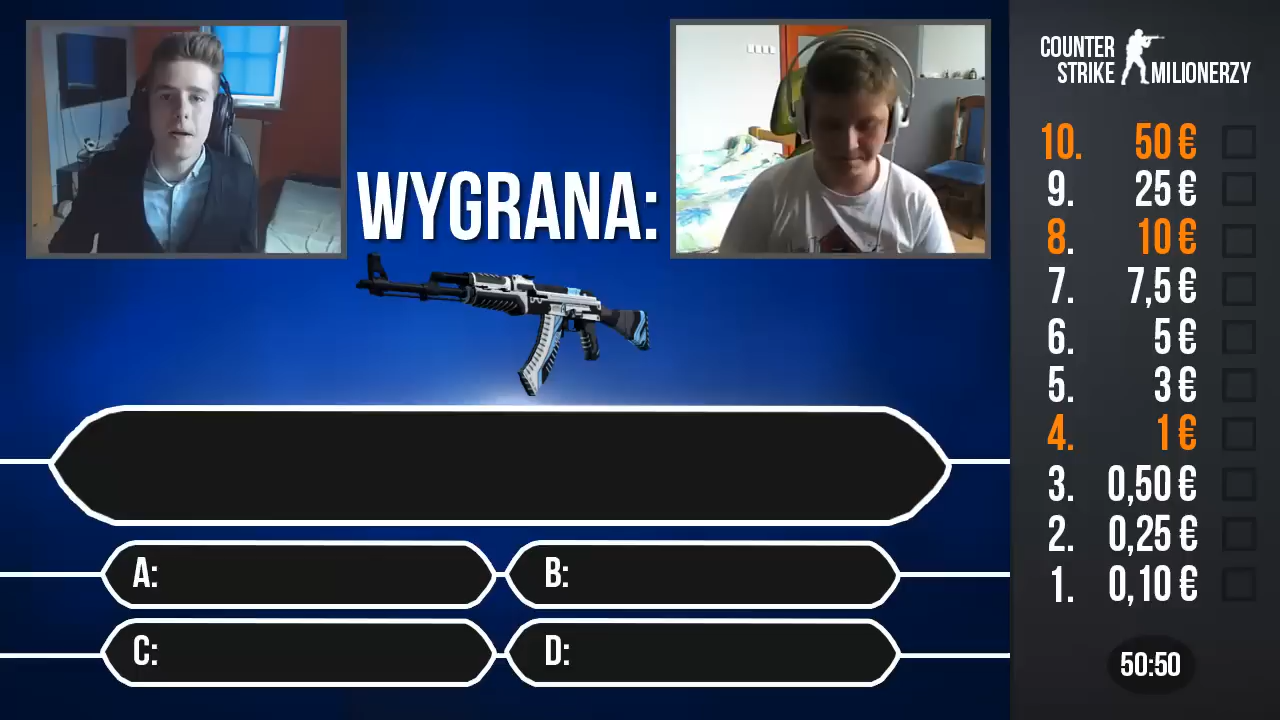 COUNTER
STRIKE MILIONERZY
WYGRANA:
10. 50 €
9. 25 €
8. 10 €
7. 7,5 €
6. 5 €
5. 3 €
4. 1 €
3. 0,50 €
2. 0,25 €
1. 0,10 €
A:
B:
C:
D:
50:50